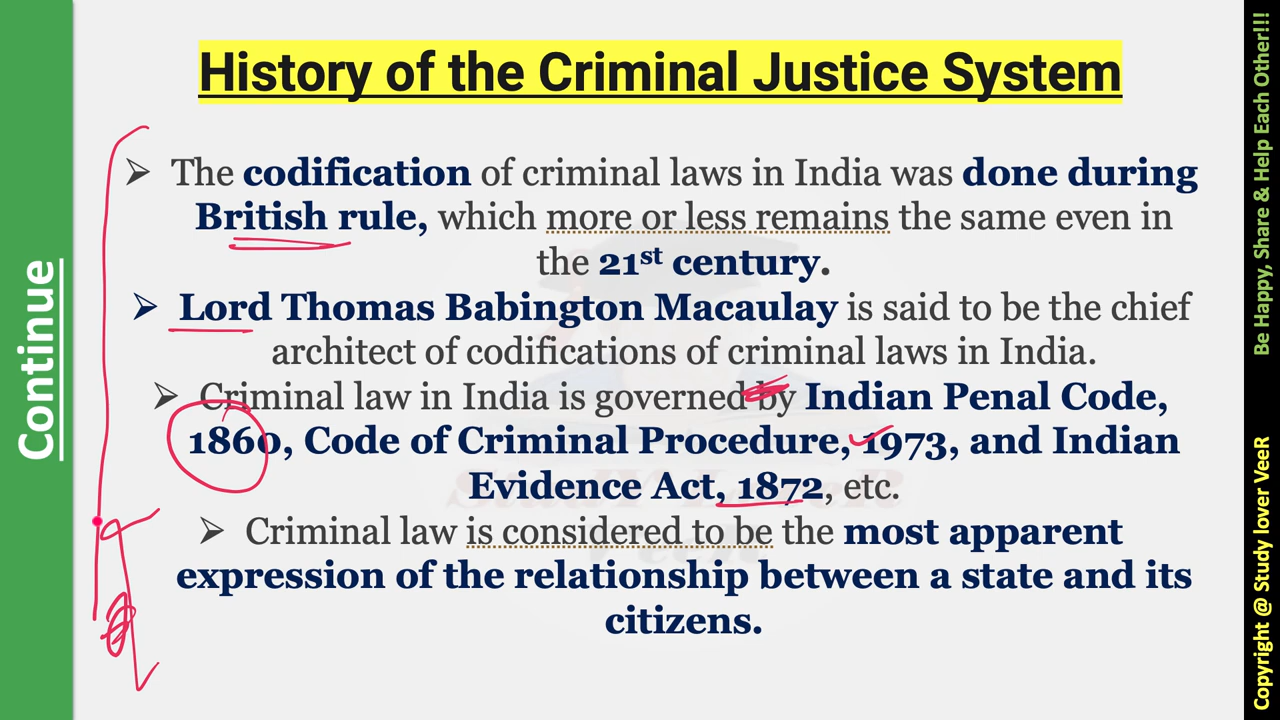 History of the Criminal Justice System
➢ The codification of criminal laws in India was done during
British rule, which more or less remains the same even in
the 21st century.
➢ Lord Thomas Babington Macaulay is said to be the chief
architect of codifications of criminal laws in India.
➢ Criminal law in India is governed by Indian Penal Code,
1860, Code of Criminal Procedure, 1973, and Indian
Evidence Act, 1872, etc.
➢ Criminal law is considered to be the most apparent
expression of the relationship between a state and its
citizens.
Continue
Copyright @ Study lover VeeR
Be Happy, Share & Help Each Other!!!
StudY LoveR
VeeR